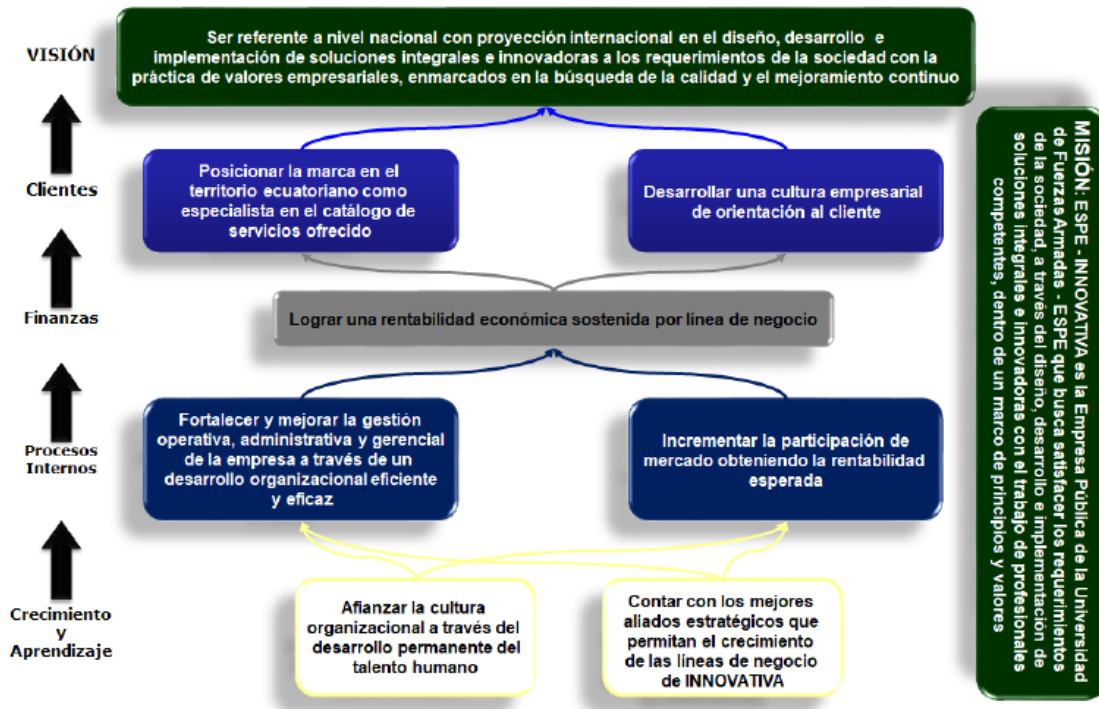 VISIÓN
Ser referente a nivel nacional con proyección internacional en el diseño, desarrollo e
implementación de soluciones integrales e innovadoras a los requerimientos de la sociedad con la
práctica de valores empresariales, enmarcados en la búsqueda de la calidad y el mejoramiento continuo
Clientes
Posicionar la marca en el
territorio ecuatoriano como
especialista en el catálogo de
servicios ofrecido
Desarrollar una cultura empresarial
de orientación al cliente
Finanzas
Lograr una rentabilidad económica sostenida por línea de negocio
Procesos
Internos
Fortalecer y mejorar la gestión
operativa, administrativa y gerencial
de la empresa a través de un
desarrollo organizacional eficiente
y eficaz
Incrementar la participación de
mercado obteniendo la rentabilidad
esperada
Crecimiento
y
Aprendizaje
Afianzar la cultura
organizacional a través del
desarrollo permanente del
talento humano
Contar con los mejores
aliados estratégicos que
permitan el crecimiento
de las líneas de negocio
de INNOVATIVA
MISIÓN: ESPE - INNOVATIVA es la Empresa Pública de la Universidad
de Fuerzas Armadas - ESPE que busca satisfacer los requerimientos
de la sociedad, a través del diseño, desarrollo e implementación de
soluciones integrales e innovadoras con el trabajo de profesionales
competentes, dentro de un marco de principios y valores